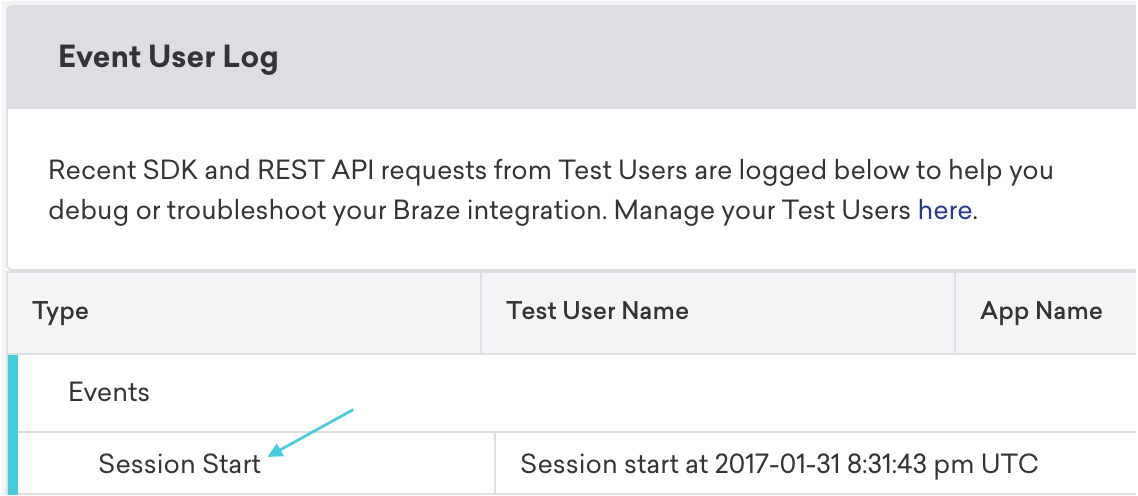 Event User Log
Recent SDK and REST API requests from Test Users are logged below to help you
debug or troubleshoot your Braze integration. Manage your Test Users here.
Type Test User Name App Name
Events
Session Start Session start at 2017-01-31 8:31:43 pm UTC